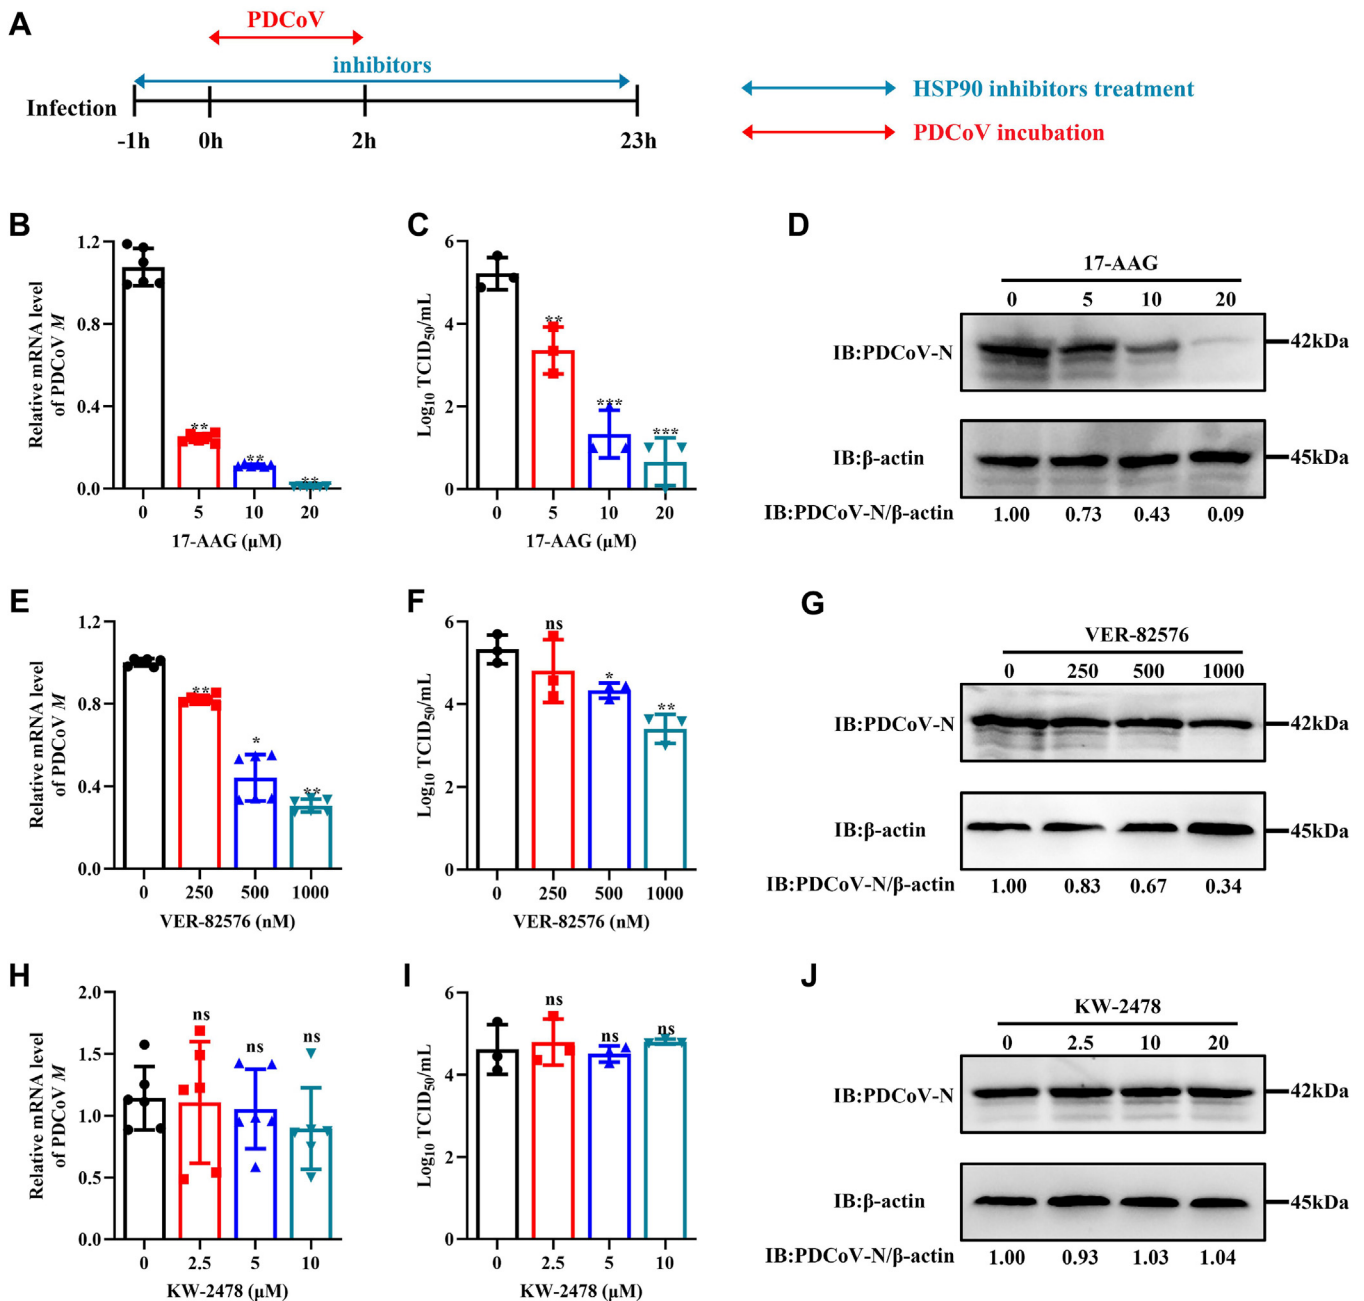 A
PDCoV
inhibitors
Infection
-1h 0h 2h 23h
HSP90 inhibitors treatment
PDCoV incubation
B
Relative mRNA level
of PDCoV M
1.2
0.8
0.4
0.0
** ** **
0 5 10 20
17-AAG (μM)
C
Log10 TCID50/mL
6
4
2
0
** *** ***
0 5 10 20
17-AAG (μM)
D
17-AAG
0 5 10 20
IB:PDCoV-N 42kDa
IB:β-actin 45kDa
IB:PDCoV-N/β-actin 1.00 0.73 0.43 0.09
E
Relative mRNA level
of PDCoV M
1.2
0.8
0.4
0.0
** * **
0 250 500 1000
VER-82576 (nM)
F
Log10 TCID50/mL
6
4
2
0
ns * **
0 250 500 1000
VER-82576 (nM)
G
VER-82576
0 250 500 1000
IB:PDCoV-N 42kDa
IB:β-actin 45kDa
IB:PDCoV-N/β-actin 1.00 0.83 0.67 0.34
H
Relative mRNA level
of PDCoV M
2.0
1.5
1.0
0.5
0.0
ns ns ns
0 2.5 5 10
KW-2478 (μM)
I
Log10 TCID50/mL
6
4
2
0
ns ns ns
0 2.5 5 10
KW-2478 (μM)
J
KW-2478
0 2.5 10 20
IB:PDCoV-N 42kDa
IB:β-actin 45kDa
IB:PDCoV-N/β-actin 1.00 0.93 1.03 1.04